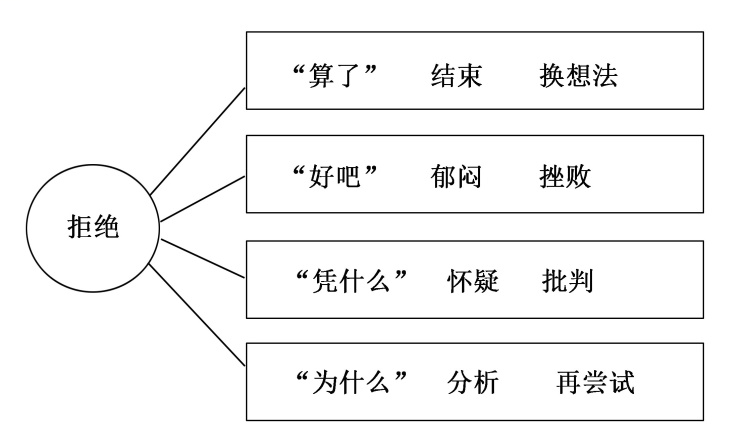 拒绝
“算了” 结束 换想法
“好吧” 郁闷 挫败
“凭什么” 怀疑 批判
“为什么” 分析 再尝试